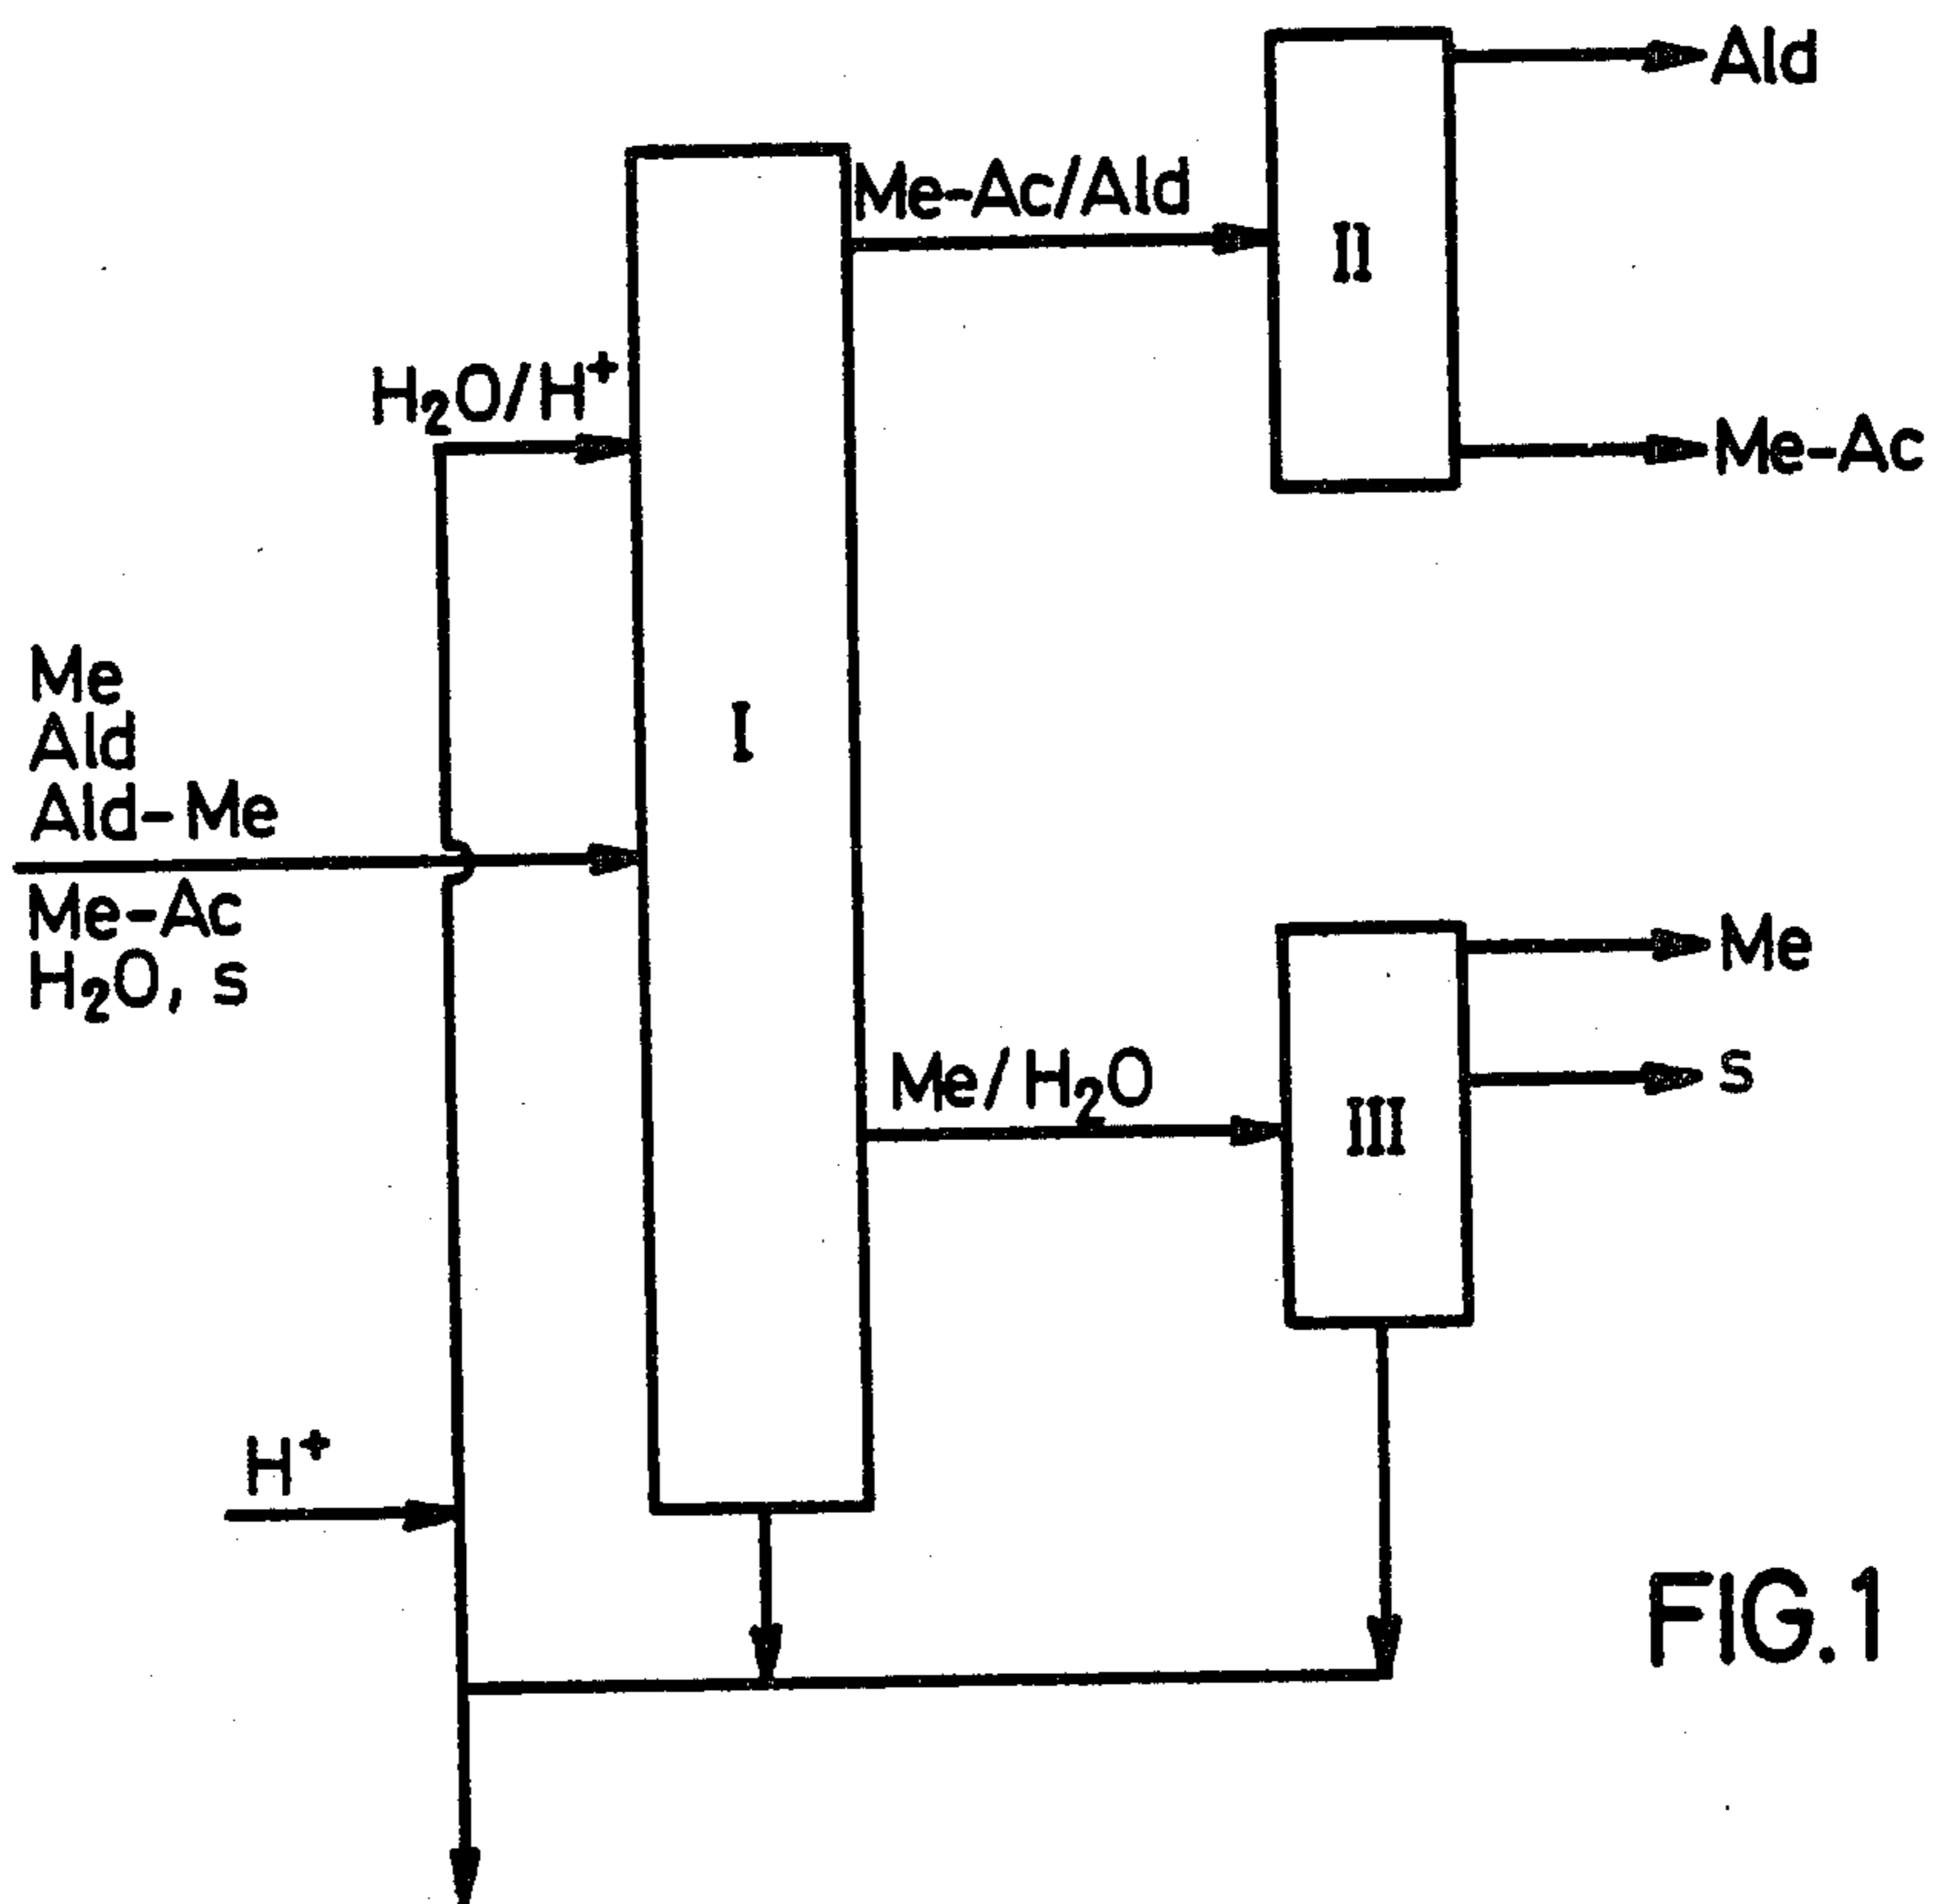 Ald
Me-Ac/Ald
II
H₂O/H⁺
Me-Ac
Me
Ald
Ald-Me
Me-Ac
H₂O, s
I
Me
Me/H₂O
s
III
H⁺
FIG.1